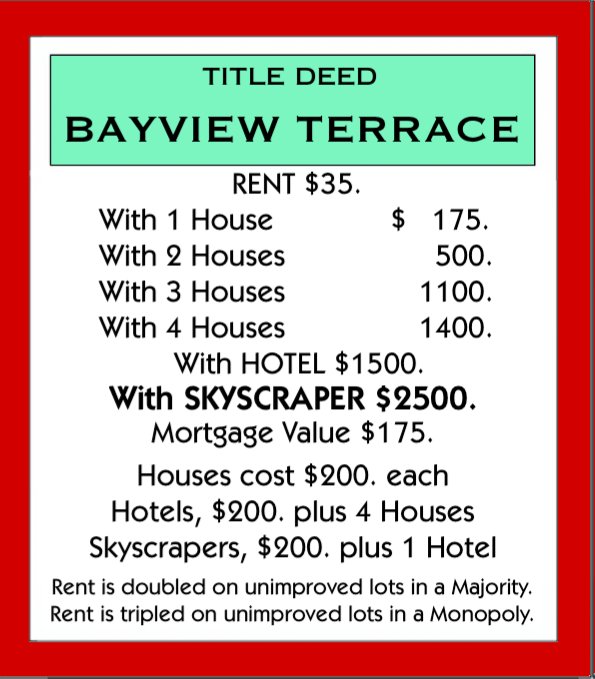 TITLE DEED
BAYVIEW TERRACE
RENT $35.
With 1 House $ 175.
With 2 Houses 500.
With 3 Houses 1100.
With 4 Houses 1400.
With HOTEL $1500.
With SKYSCRAPER $2500.
Mortgage Value $175.
Houses cost $200. each
Hotels, $200. plus 4 Houses
Skyscrapers, $200. plus 1 Hotel
Rent is doubled on unimproved lots in a Majority.
Rent is tripled on unimproved lots in a Monopoly.